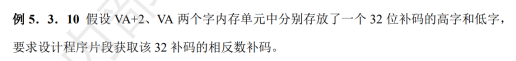 例 5．3．10 假设 VA+2、VA 两个字内存单元中分别存放了一个 32 位补码的高字和低字，
要求设计程序片段获取该 32 补码的相反数补码。